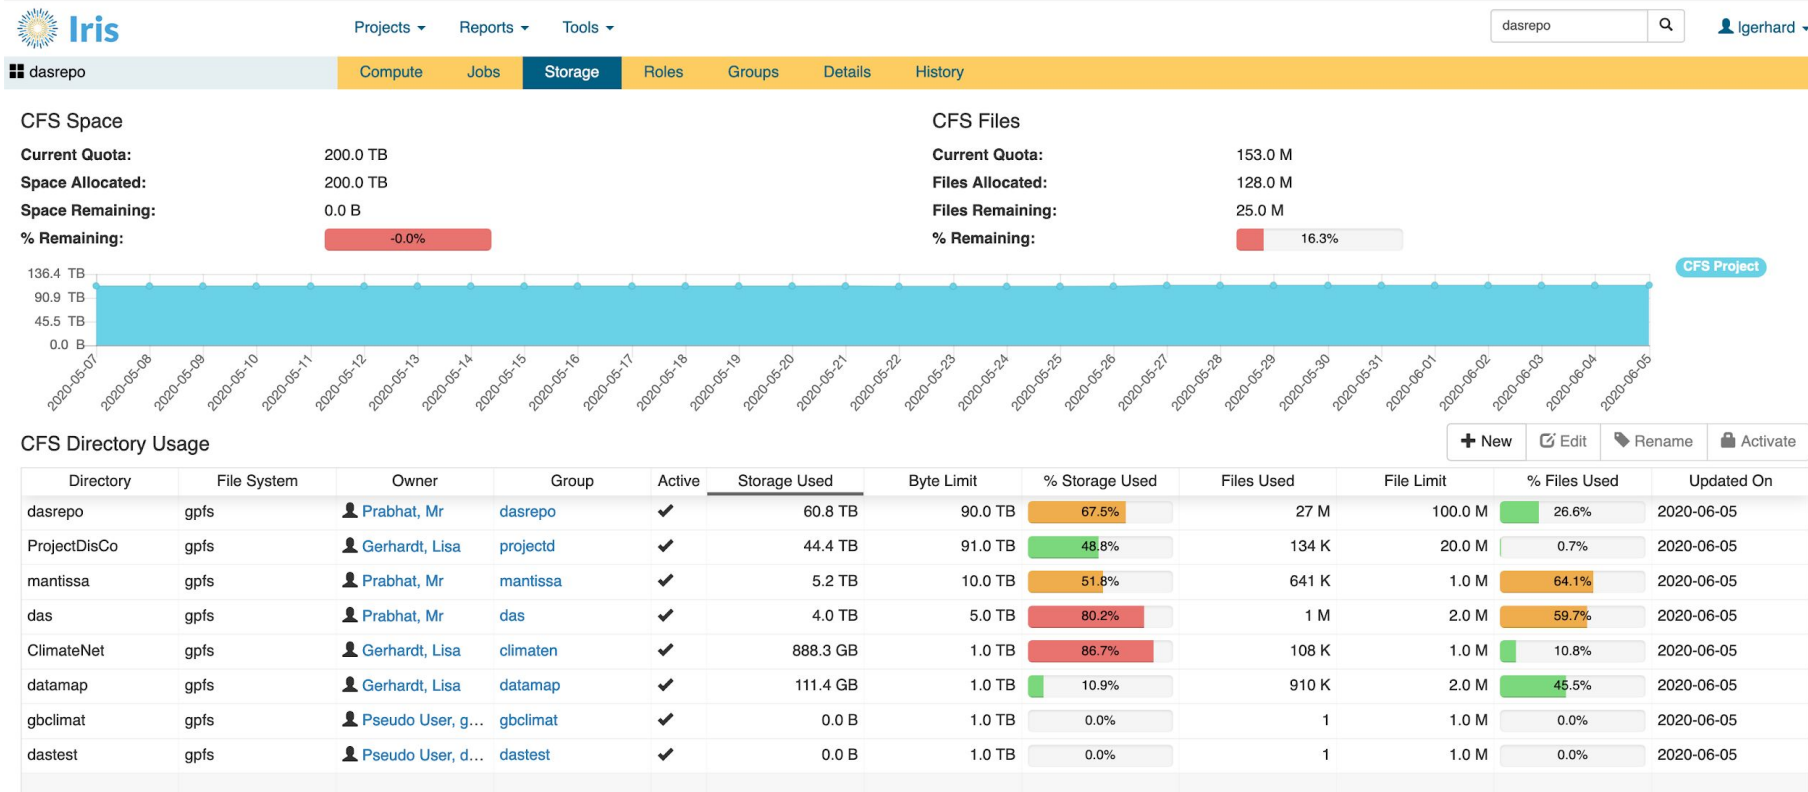 Iris Projects Reports Tools dasrepo lgerhard
dasrepo Compute Jobs Storage Roles Groups Details History
CFS Space CFS Files
Current Quota: 200.0 TB Current Quota: 153.0 M
Space Allocated: 200.0 TB Files Allocated: 128.0 M
Space Remaining: 0.0 B Files Remaining: 25.0 M
% Remaining: -0.0% % Remaining: 16.3%
CFS Project
136.4 TB
90.9 TB
45.5 TB
0.0 B
2020-05-07 2020-05-08 2020-05-09 2020-05-10 2020-05-11 2020-05-12 2020-05-13 2020-05-14 2020-05-15 2020-05-16 2020-05-17 2020-05-18 2020-05-19 2020-05-20 2020-05-21 2020-05-22 2020-05-23 2020-05-24 2020-05-25 2020-05-26 2020-05-27 2020-05-28 2020-05-29 2020-05-30 2020-05-31 2020-06-01 2020-06-02 2020-06-03 2020-06-04 2020-06-05
CFS Directory Usage New Edit Rename Activate
Directory File System Owner Group Active Storage Used Byte Limit % Storage Used Files Used File Limit % Files Used Updated On
dasrepo gpfs Prabhat, Mr dasrepo 60.8 TB 90.0 TB 67.5% 27 M 100.0 M 26.6% 2020-06-05
ProjectDisCo gpfs Gerhardt, Lisa projectd 44.4 TB 91.0 TB 48.8% 134 K 20.0 M 0.7% 2020-06-05
mantissa gpfs Prabhat, Mr mantissa 5.2 TB 10.0 TB 51.8% 641 K 1.0 M 64.1% 2020-06-05
das gpfs Prabhat, Mr das 4.0 TB 5.0 TB 80.2% 1 M 2.0 M 59.7% 2020-06-05
ClimateNet gpfs Gerhardt, Lisa climaten 888.3 GB 1.0 TB 86.7% 108 K 1.0 M 10.8% 2020-06-05
datamap gpfs Gerhardt, Lisa datamap 111.4 GB 1.0 TB 10.9% 910 K 2.0 M 45.5% 2020-06-05
gbclimat gpfs Pseudo User, g... gbclimat 0.0 B 1.0 TB 0.0% 1 1.0 M 0.0% 2020-06-05
dastest gpfs Pseudo User, d... dastest 0.0 B 1.0 TB 0.0% 1 1.0 M 0.0% 2020-06-05